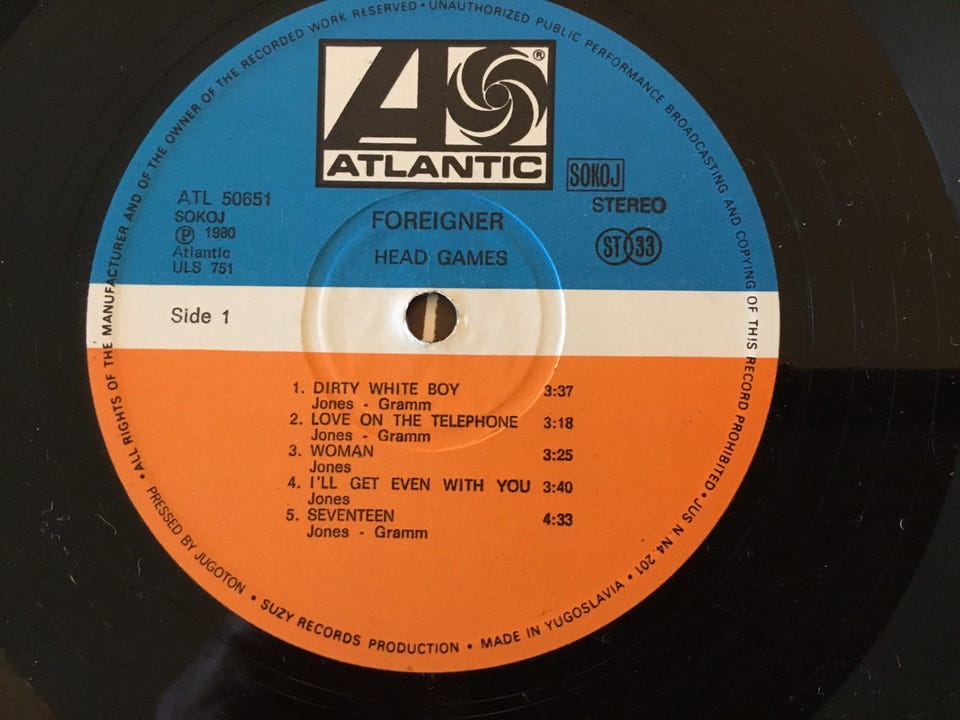 • ALL RIGHTS OF THE MANUFACTURER AND OF THE OWNER OF THE RECORDED WORK RESERVED • UNAUTHORIZED PUBLIC PERFORMANCE BROADCASTING AND COPYING OF THIS RECORD PROHIBITED • JUS N N4. 201 •
A
®
ATLANTIC
SOKOJ
ATL 50651
SOKOJ
Ⓟ 1980
Atlantic
ULS 751
FOREIGNER
HEAD GAMES
STEREO
ST 33
Side 1
1. DIRTY WHITE BOY 3:37
Jones - Gramm
2. LOVE ON THE TELEPHONE 3:18
Jones - Gramm
3. WOMAN 3:25
Jones
4. I'LL GET EVEN WITH YOU 3:40
Jones
5. SEVENTEEN 4:33
Jones - Gramm
PRESSED BY JUGOTON • SUZY RECORDS PRODUCTION • MADE IN YUGOSLAVIA